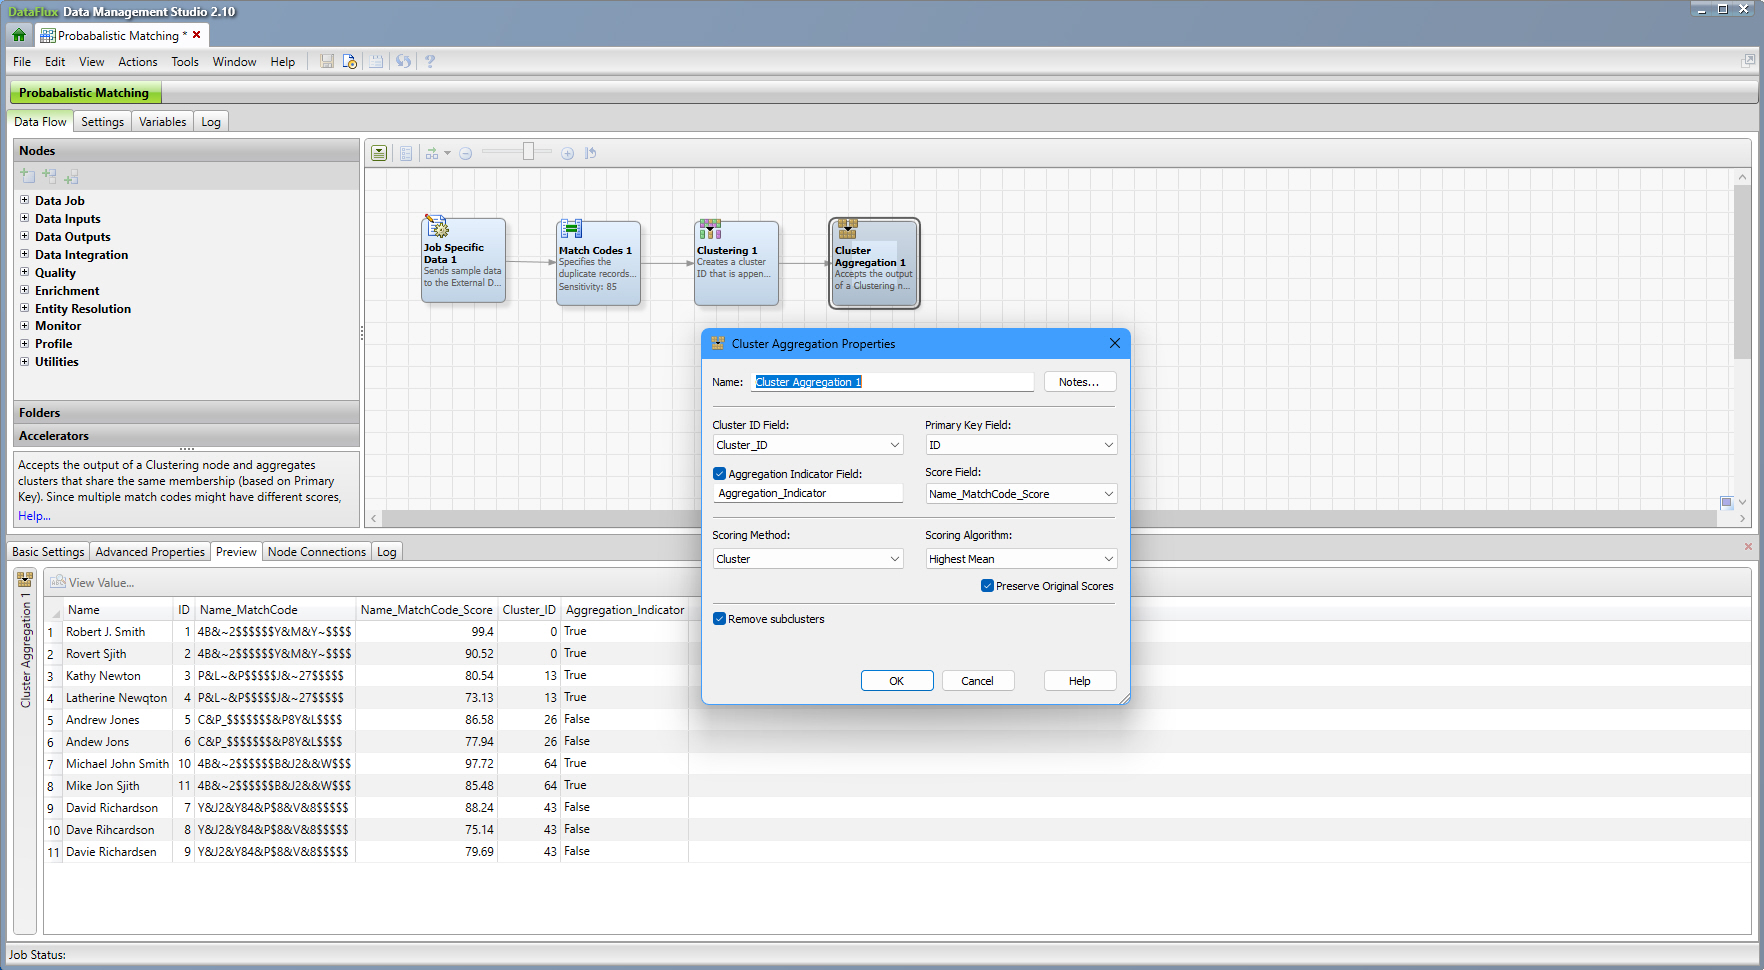 DataFlux Data Management Studio 2.10
Probabalistic Matching *
File Edit View Actions Tools Window Help
Probabalistic Matching
Data Flow Settings Variables Log
Nodes
Data Job
Data Inputs
Data Outputs
Data Integration
Quality
Enrichment
Entity Resolution
Monitor
Profile
Utilities
Folders
Accelerators
Accepts the output of a Clustering node and aggregates
clusters that share the same membership (based on Primary
Key). Since multiple match codes might have different scores,
Help...
Job Specific
Data 1
Sends sample data
to the External D...
Match Codes 1
Specifies the
duplicate records...
Sensitivity: 85
Clustering 1
Creates a cluster
ID that is appen...
Cluster
Aggregation 1
Accepts the output
of a Clustering n...
Cluster Aggregation Properties
Name: Cluster Aggregation 1 Notes...
Cluster ID Field: Primary Key Field:
Cluster_ID ID
Aggregation Indicator Field: Score Field:
Aggregation_Indicator Name_MatchCode_Score
Scoring Method: Scoring Algorithm:
Cluster Highest Mean
Preserve Original Scores
Remove subclusters
OK Cancel Help
Basic Settings Advanced Properties Preview Node Connections Log
Cluster Aggregation 1
View Value...
Name ID Name_MatchCode Name_MatchCode_Score Cluster_ID Aggregation_Indicator
1 Robert J. Smith 1 4B&~2$$$$$$Y&M&Y~$$$$ 99.4 0 True
2 Rovert Sjith 2 4B&~2$$$$$$Y&M&Y~$$$$ 90.52 0 True
3 Kathy Newton 3 P&L~&P$$$$$J&~27$$$$$ 80.54 13 True
4 Latherine Newqton 4 P&L~&P$$$$$J&~27$$$$$ 73.13 13 True
5 Andrew Jones 5 C&P_$$$$$$$&P8Y&L$$$$ 86.58 26 False
6 Andew Jons 6 C&P_$$$$$$$&P8Y&L$$$$ 77.94 26 False
7 Michael John Smith 10 4B&~2$$$$$$B&J2&&W$$$ 97.72 64 True
8 Mike Jon Sjith 11 4B&~2$$$$$$B&J2&&W$$$ 85.48 64 True
9 David Richardson 7 Y&J2&Y84&P$8&V&8$$$$$ 88.24 43 False
10 Dave Rihcardson 8 Y&J2&Y84&P$8&V&8$$$$$ 75.14 43 False
11 Davie Richardsen 9 Y&J2&Y84&P$8&V&8$$$$$ 79.69 43 False
Job Status: